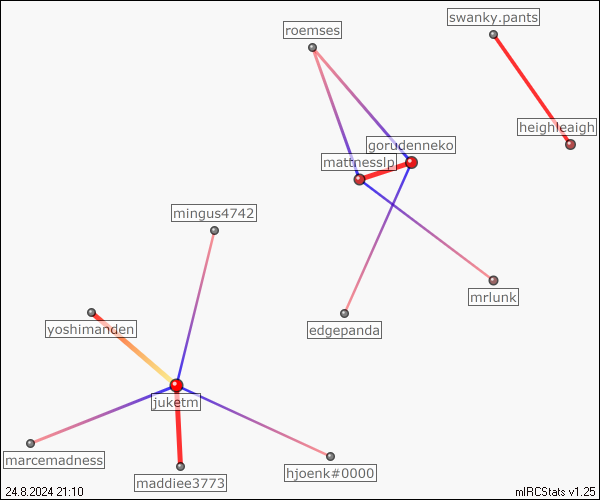 swanky.pants
roemses
heighleaigh
gorudenneko
mattnesslp
mingus4742
mrlunk
yoshimanden
edgepanda
juketm
marcemadness
hjoenk#0000
maddiee3773
24.8.2024 21:10
mIRCStats v1.25